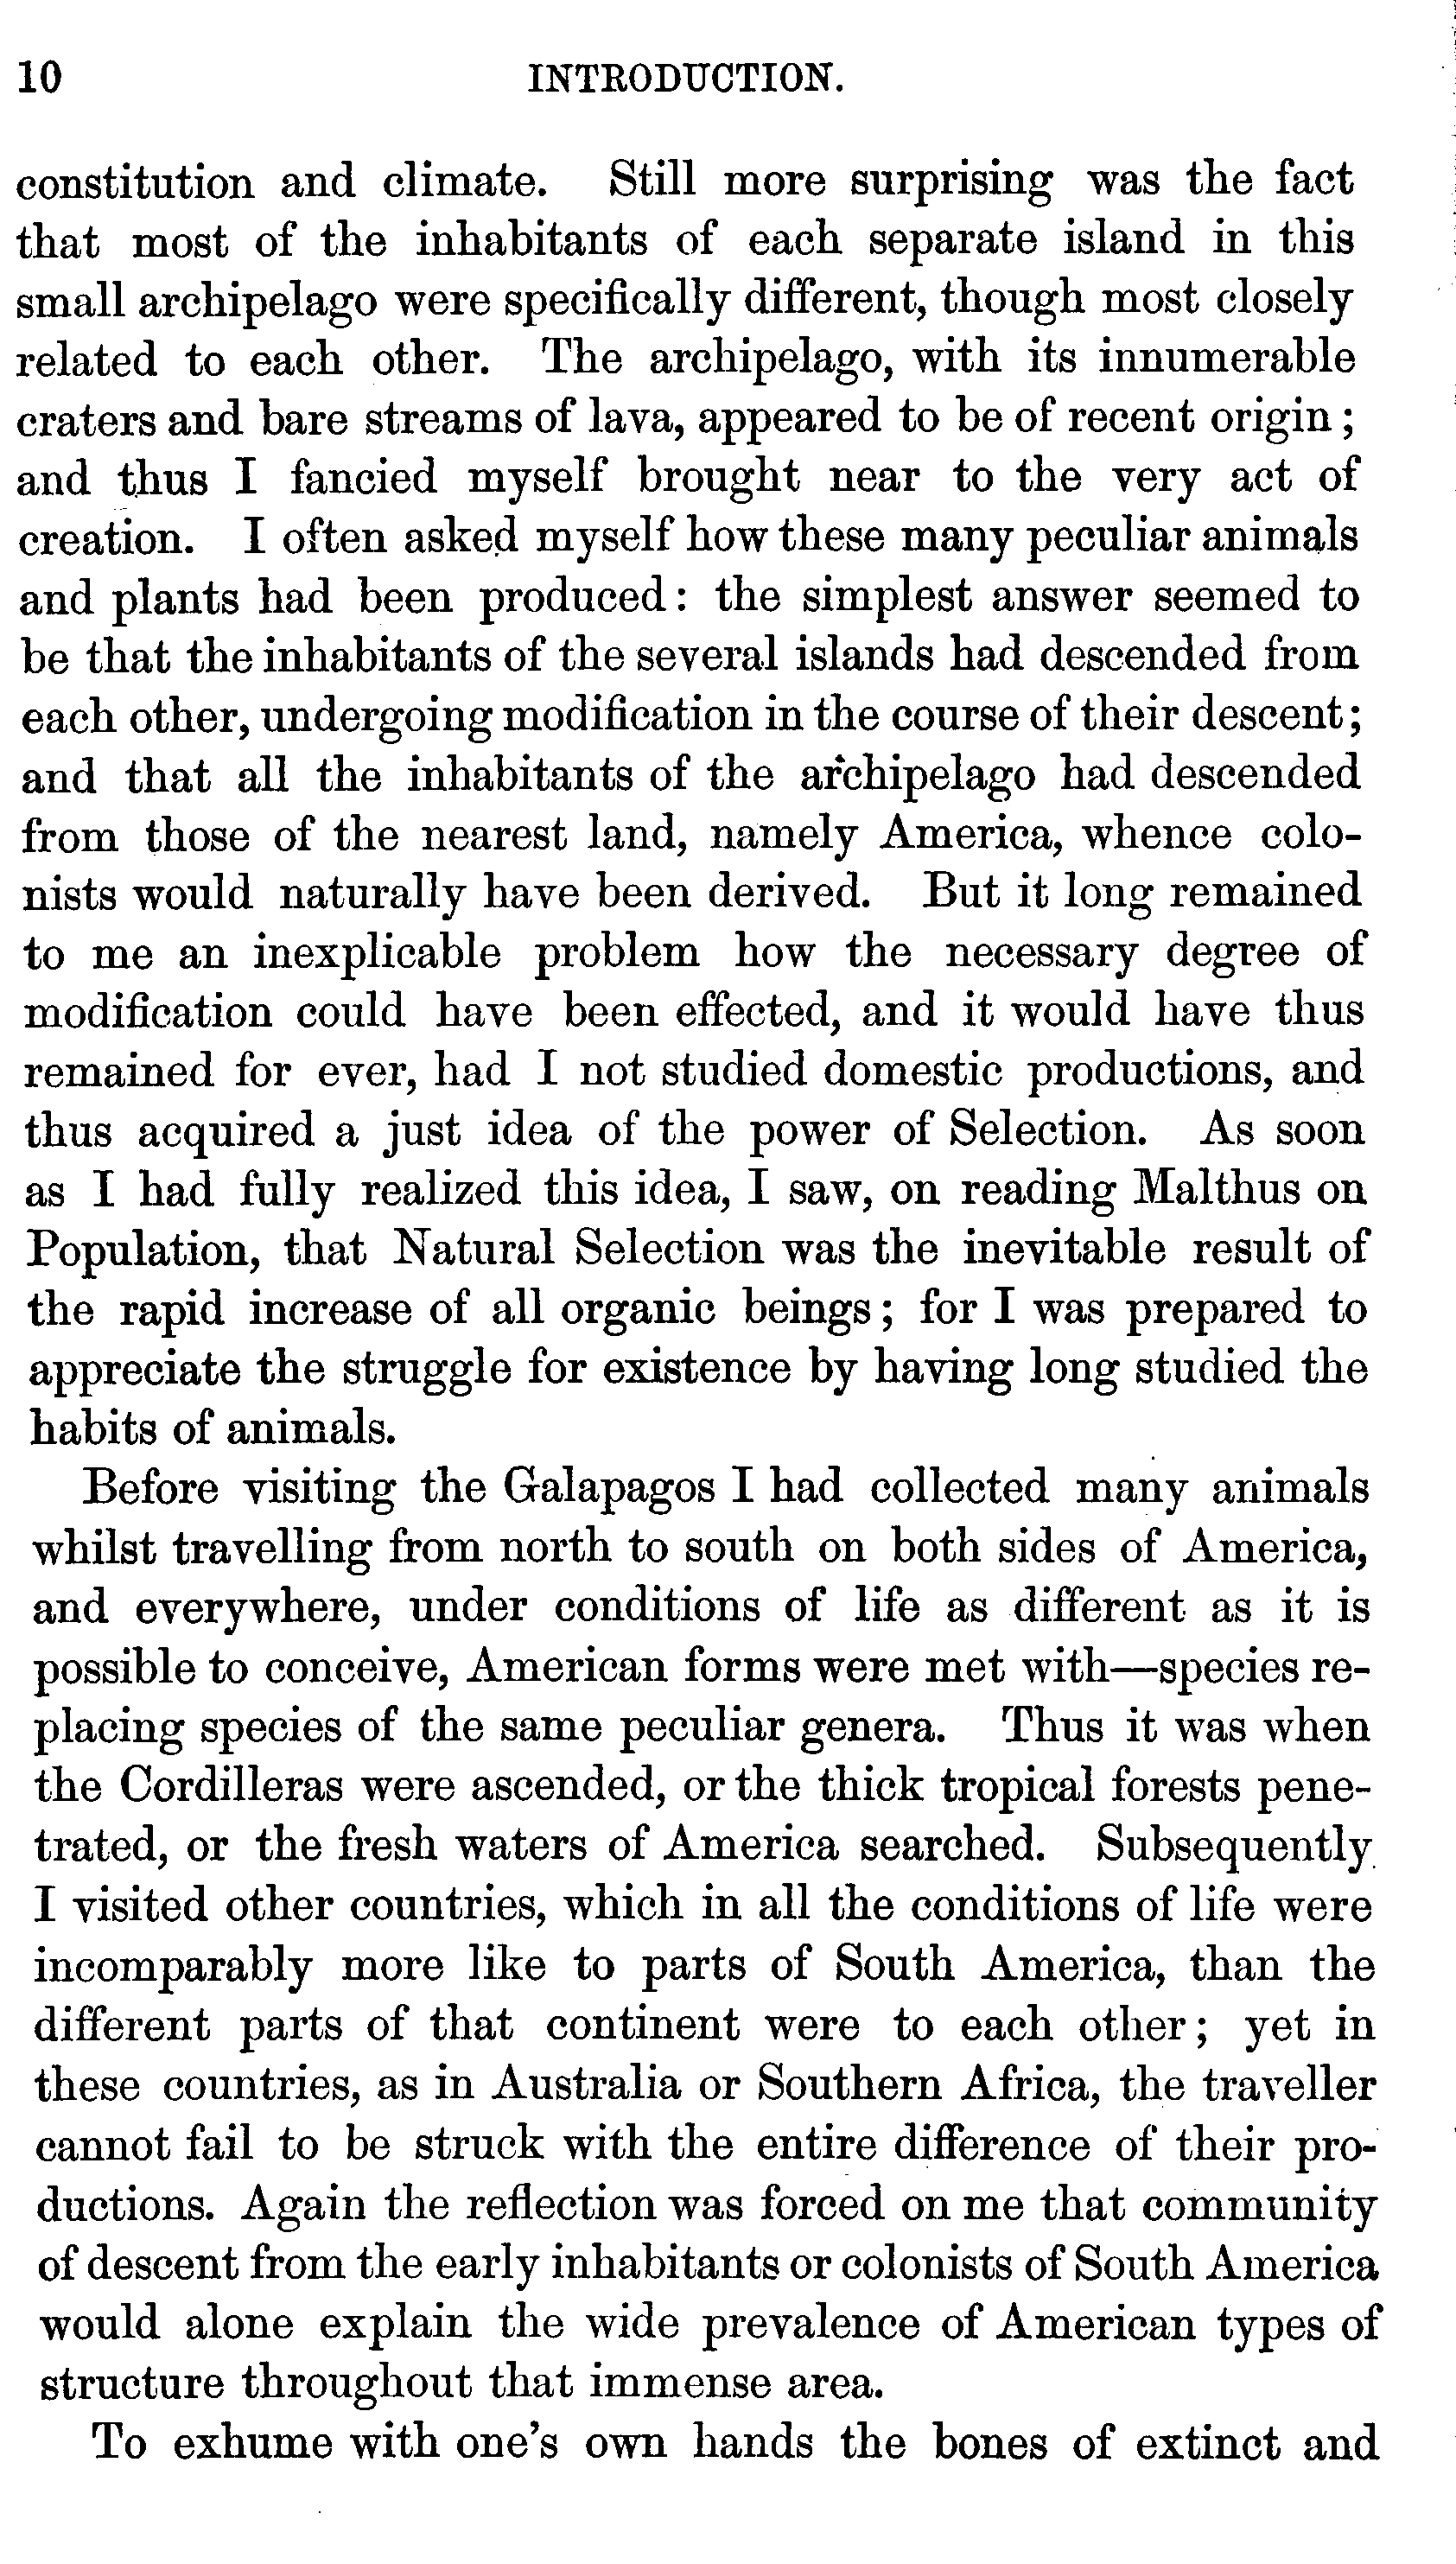 10 INTRODUCTION.
constitution and climate. Still more surprising was the fact
that most of the inhabitants of each separate island in this
small archipelago were specifically different, though most closely
related to each other. The archipelago, with its innumerable
craters and bare streams of lava, appeared to be of recent origin;
and thus I fancied myself brought near to the very act of
creation. I often asked myself how these many peculiar animals
and plants had been produced: the simplest answer seemed to
be that the inhabitants of the several islands had descended from
each other, undergoing modification in the course of their descent;
and that all the inhabitants of the archipelago had descended
from those of the nearest land, namely America, whence colo-
nists would naturally have been derived. But it long remained
to me an inexplicable problem how the necessary degree of
modification could have been effected, and it would have thus
remained for ever, had I not studied domestic productions, and
thus acquired a just idea of the power of Selection. As soon
as I had fully realized this idea, I saw, on reading Malthus on
Population, that Natural Selection was the inevitable result of
the rapid increase of all organic beings; for I was prepared to
appreciate the struggle for existence by having long studied the
habits of animals.
Before visiting the Galapagos I had collected many animals
whilst travelling from north to south on both sides of America,
and everywhere, under conditions of life as different as it is
possible to conceive, American forms were met with—species re-
placing species of the same peculiar genera. Thus it was when
the Cordilleras were ascended, or the thick tropical forests pene-
trated, or the fresh waters of America searched. Subsequently
I visited other countries, which in all the conditions of life were
incomparably more like to parts of South America, than the
different parts of that continent were to each other; yet in
these countries, as in Australia or Southern Africa, the traveller
cannot fail to be struck with the entire difference of their pro-
ductions. Again the reflection was forced on me that community
of descent from the early inhabitants or colonists of South America
would alone explain the wide prevalence of American types of
structure throughout that immense area.
To exhume with one's own hands the bones of extinct and